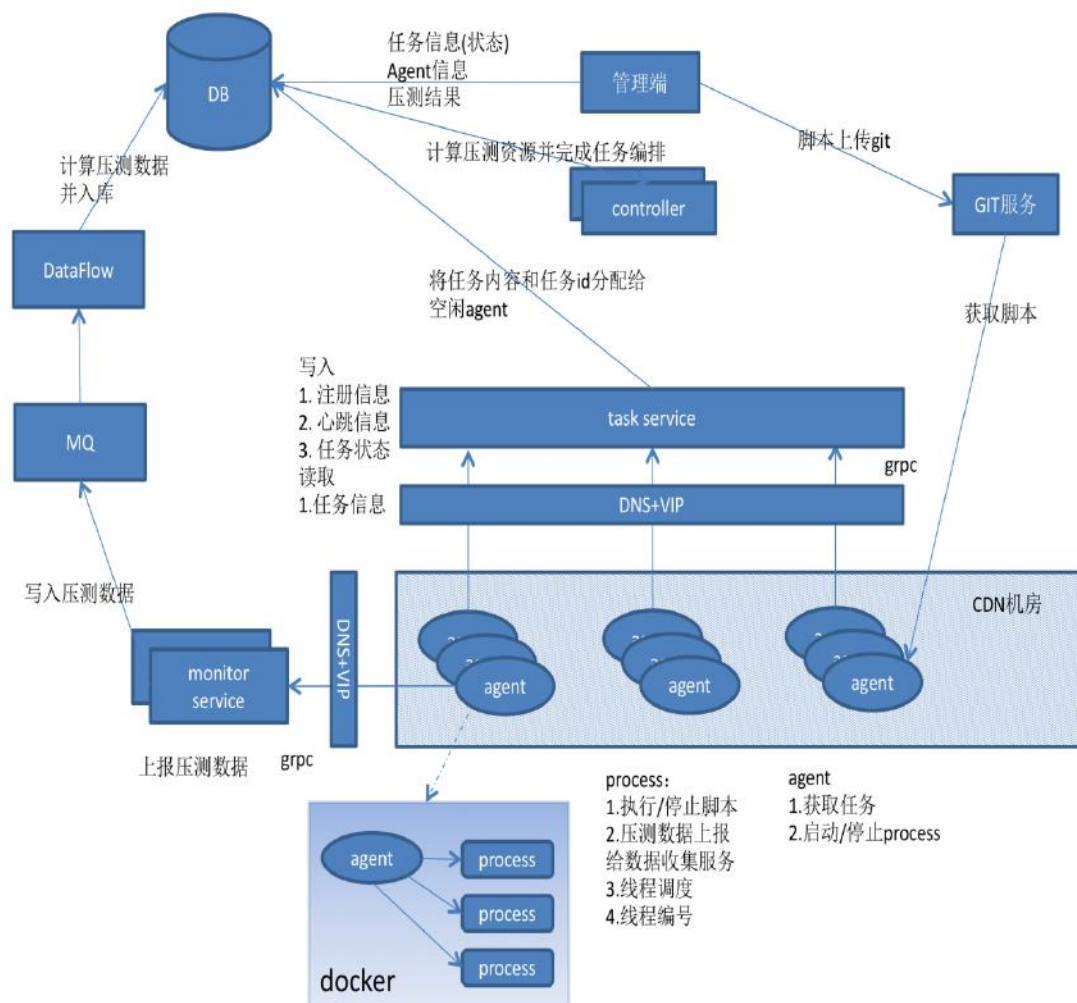 任务信息(状态)
Agent信息
压测结果
DB
管理端
计算压测数据
并入库
计算压测资源并完成任务编排
脚本上传git
controller
GIT服务
DataFlow
将任务内容和任务id分配给
空闲agent
获取脚本
写入
1. 注册信息
2. 心跳信息
3. 任务状态
读取
1.任务信息
task service
grpc
MQ
DNS+VIP
写入压测数据
CDN机房
DNS+VIP
monitor
service
agent
agent
agent
上报压测数据
grpc
process:
1.执行/停止脚本
2.压测数据上报
给数据收集服务
3.线程调度
4.线程编号
agent
1.获取任务
2.启动/停止process
agent
process
process
process
docker